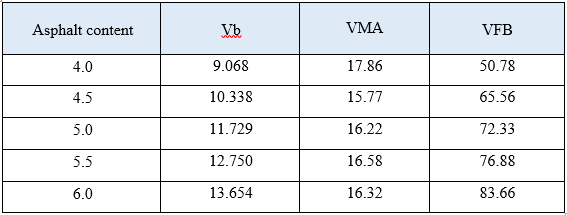 Asphalt content Vb VMA VFB
4.0 9.068 17.86 50.78
4.5 10.338 15.77 65.56
5.0 11.729 16.22 72.33
5.5 12.750 16.58 76.88
6.0 13.654 16.32 83.66